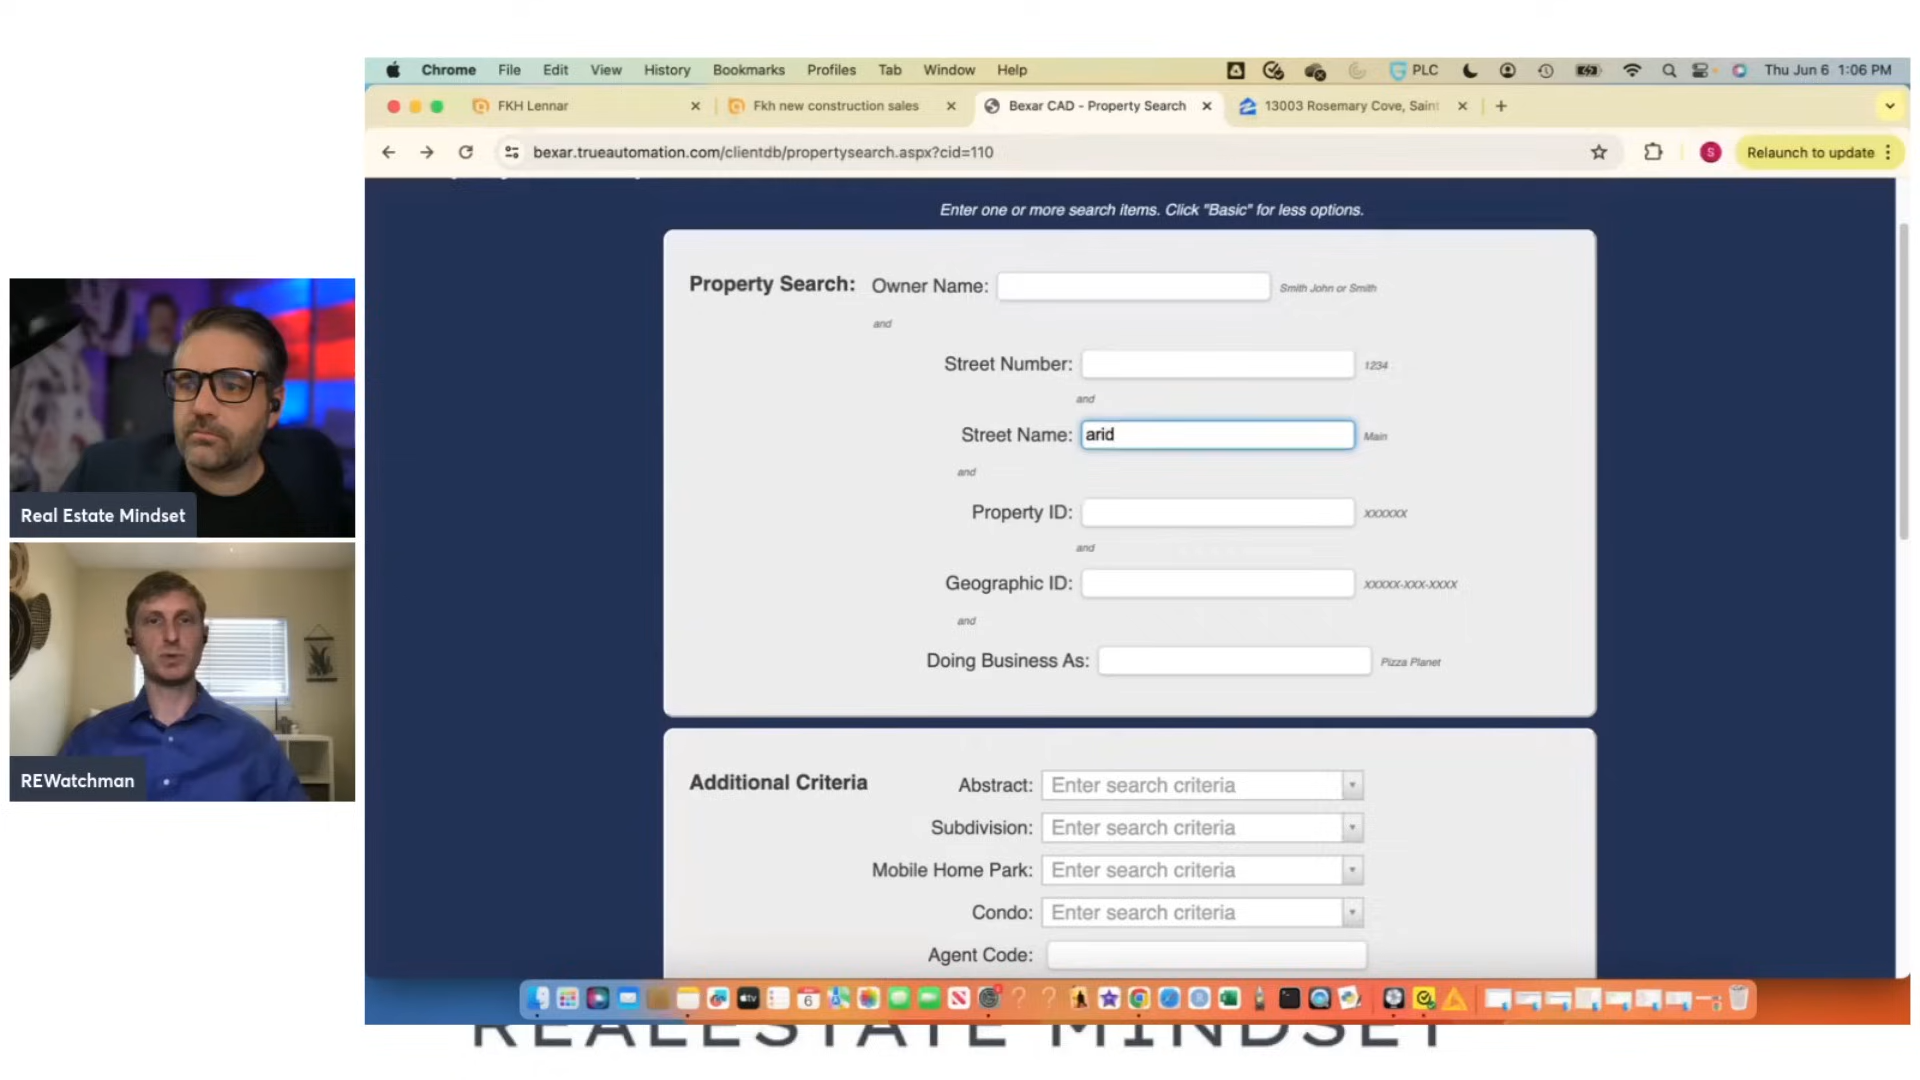 Chrome File Edit View History Bookmarks Profiles Tab Window Help PLC Thu Jun 6 1:06 PM
FKH Lennar
Fkh new construction sales
Bexar CAD - Property Search
13003 Rosemary Cove, Saint
bexar.trueautomation.com/clientdb/propertysearch.aspx?cid=110
S
Relaunch to update
Enter one or more search items. Click "Basic" for less options.
Property Search: Owner Name: Smith John or Smith
and
Street Number: 1234
and
Street Name: arid Main
and
Property ID: xxxxxx
and
Geographic ID: xxxxx-xxx-xxxx
and
Doing Business As: Pizza Planet
Additional Criteria Abstract: Enter search criteria
Subdivision: Enter search criteria
Mobile Home Park: Enter search criteria
Condo: Enter search criteria
Agent Code:
Real Estate Mindset
REWatchman
REALESTATE MINDSET